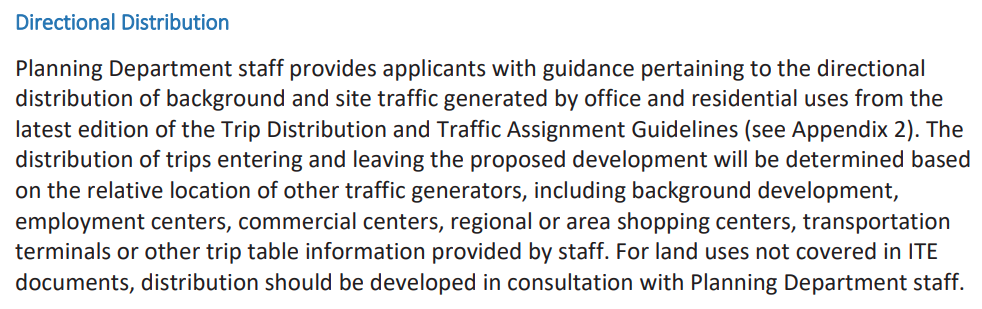 Directional Distribution
Planning Department staff provides applicants with guidance pertaining to the directional
distribution of background and site traffic generated by office and residential uses from the
latest edition of the Trip Distribution and Traffic Assignment Guidelines (see Appendix 2). The
distribution of trips entering and leaving the proposed development will be determined based
on the relative location of other traffic generators, including background development,
employment centers, commercial centers, regional or area shopping centers, transportation
terminals or other trip table information provided by staff. For land uses not covered in ITE
documents, distribution should be developed in consultation with Planning Department staff.